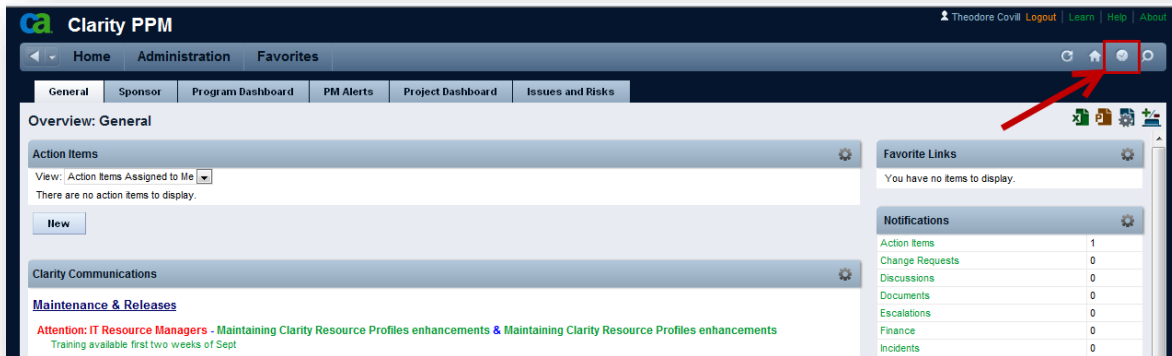 ca Clarity PPM
Theodore Covill Logout | Learn | Help | About
Home Administration Favorites
General Sponsor Program Dashboard PM Alerts Project Dashboard Issues and Risks
Overview: General
Action Items
View: Action Items Assigned to Me
There are no action items to display.
New
Clarity Communications
Maintenance & Releases
Attention: IT Resource Managers - Maintaining Clarity Resource Profiles enhancements & Maintaining Clarity Resource Profiles enhancements
Training available first two weeks of Sept
Favorite Links
You have no items to display.
Notifications
Action Items 1
Change Requests 0
Discussions 0
Documents 0
Escalations 0
Finance 0
Incidents 0